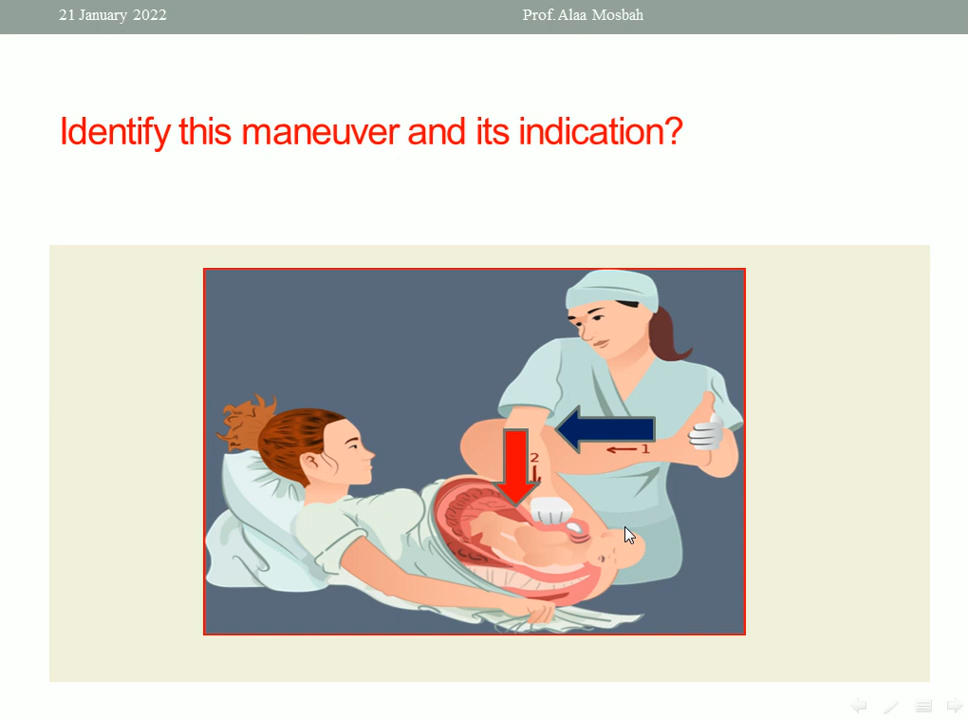 21 January 2022 Prof. Alaa Mosbah
Identify this maneuver and its indication?
1
2